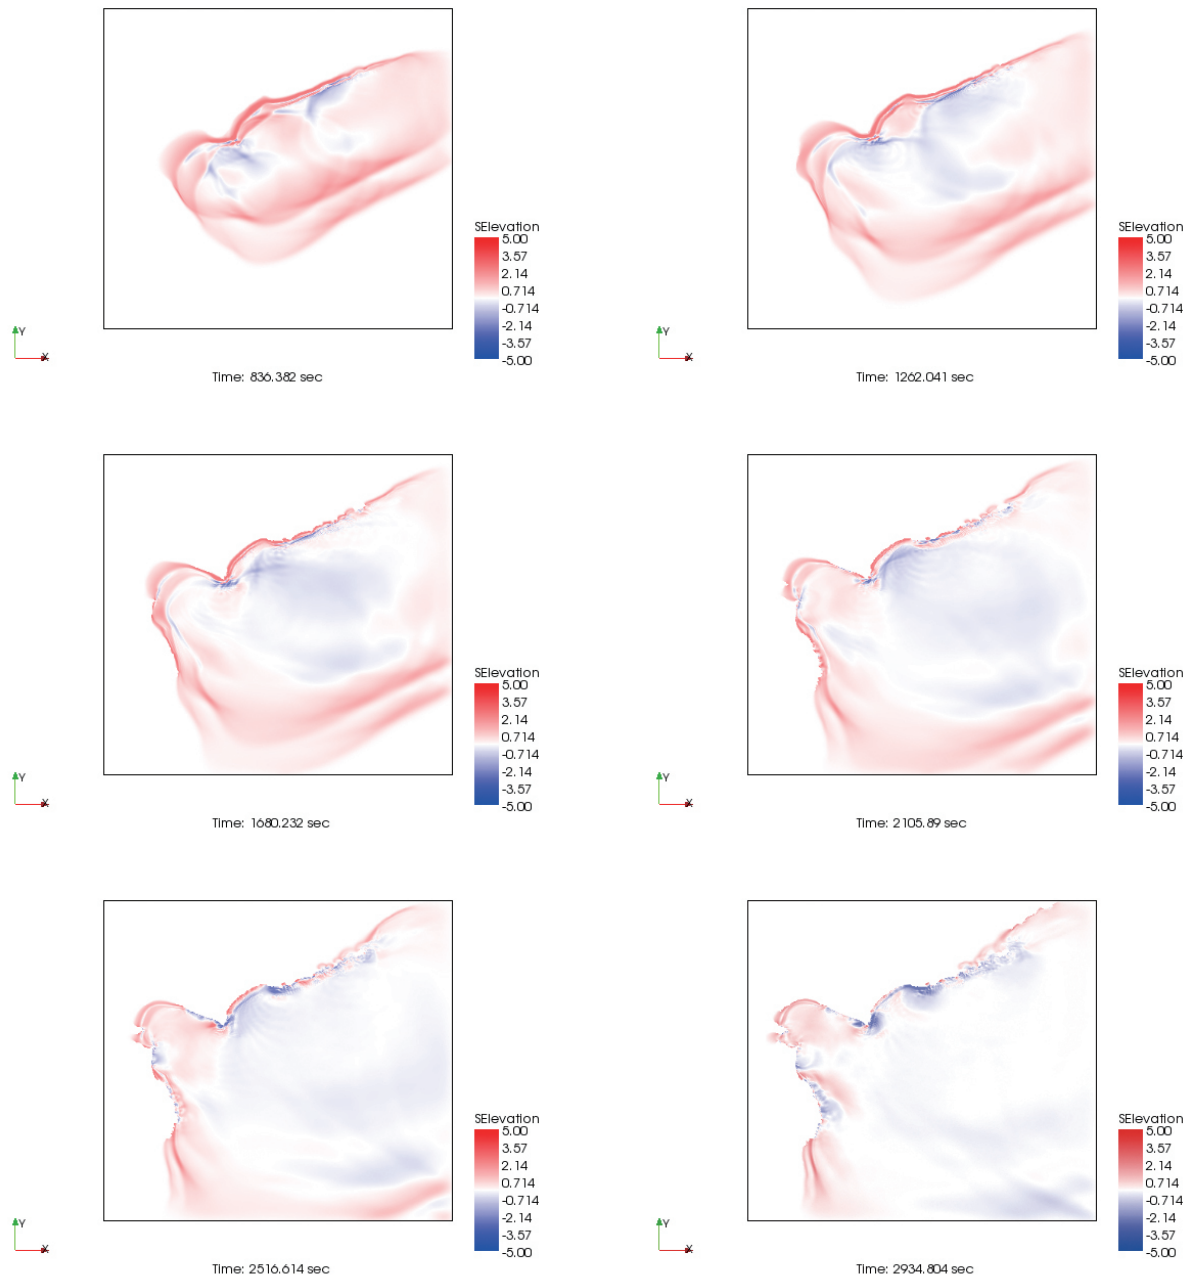 SElevation
5.00
3.57
2.14
0.714
-0.714
-2.14
-3.57
-5.00
Y
X
Time: 836.382 sec
SElevation
5.00
3.57
2.14
0.714
-0.714
-2.14
-3.57
-5.00
Y
X
Time: 1262.041 sec
SElevation
5.00
3.57
2.14
0.714
-0.714
-2.14
-3.57
-5.00
Y
X
Time: 1680.232 sec
SElevation
5.00
3.57
2.14
0.714
-0.714
-2.14
-3.57
-5.00
Y
X
Time: 2105.89 sec
SElevation
5.00
3.57
2.14
0.714
-0.714
-2.14
-3.57
-5.00
Y
X
Time: 2516.614 sec
SElevation
5.00
3.57
2.14
0.714
-0.714
-2.14
-3.57
-5.00
Y
X
Time: 2934.804 sec